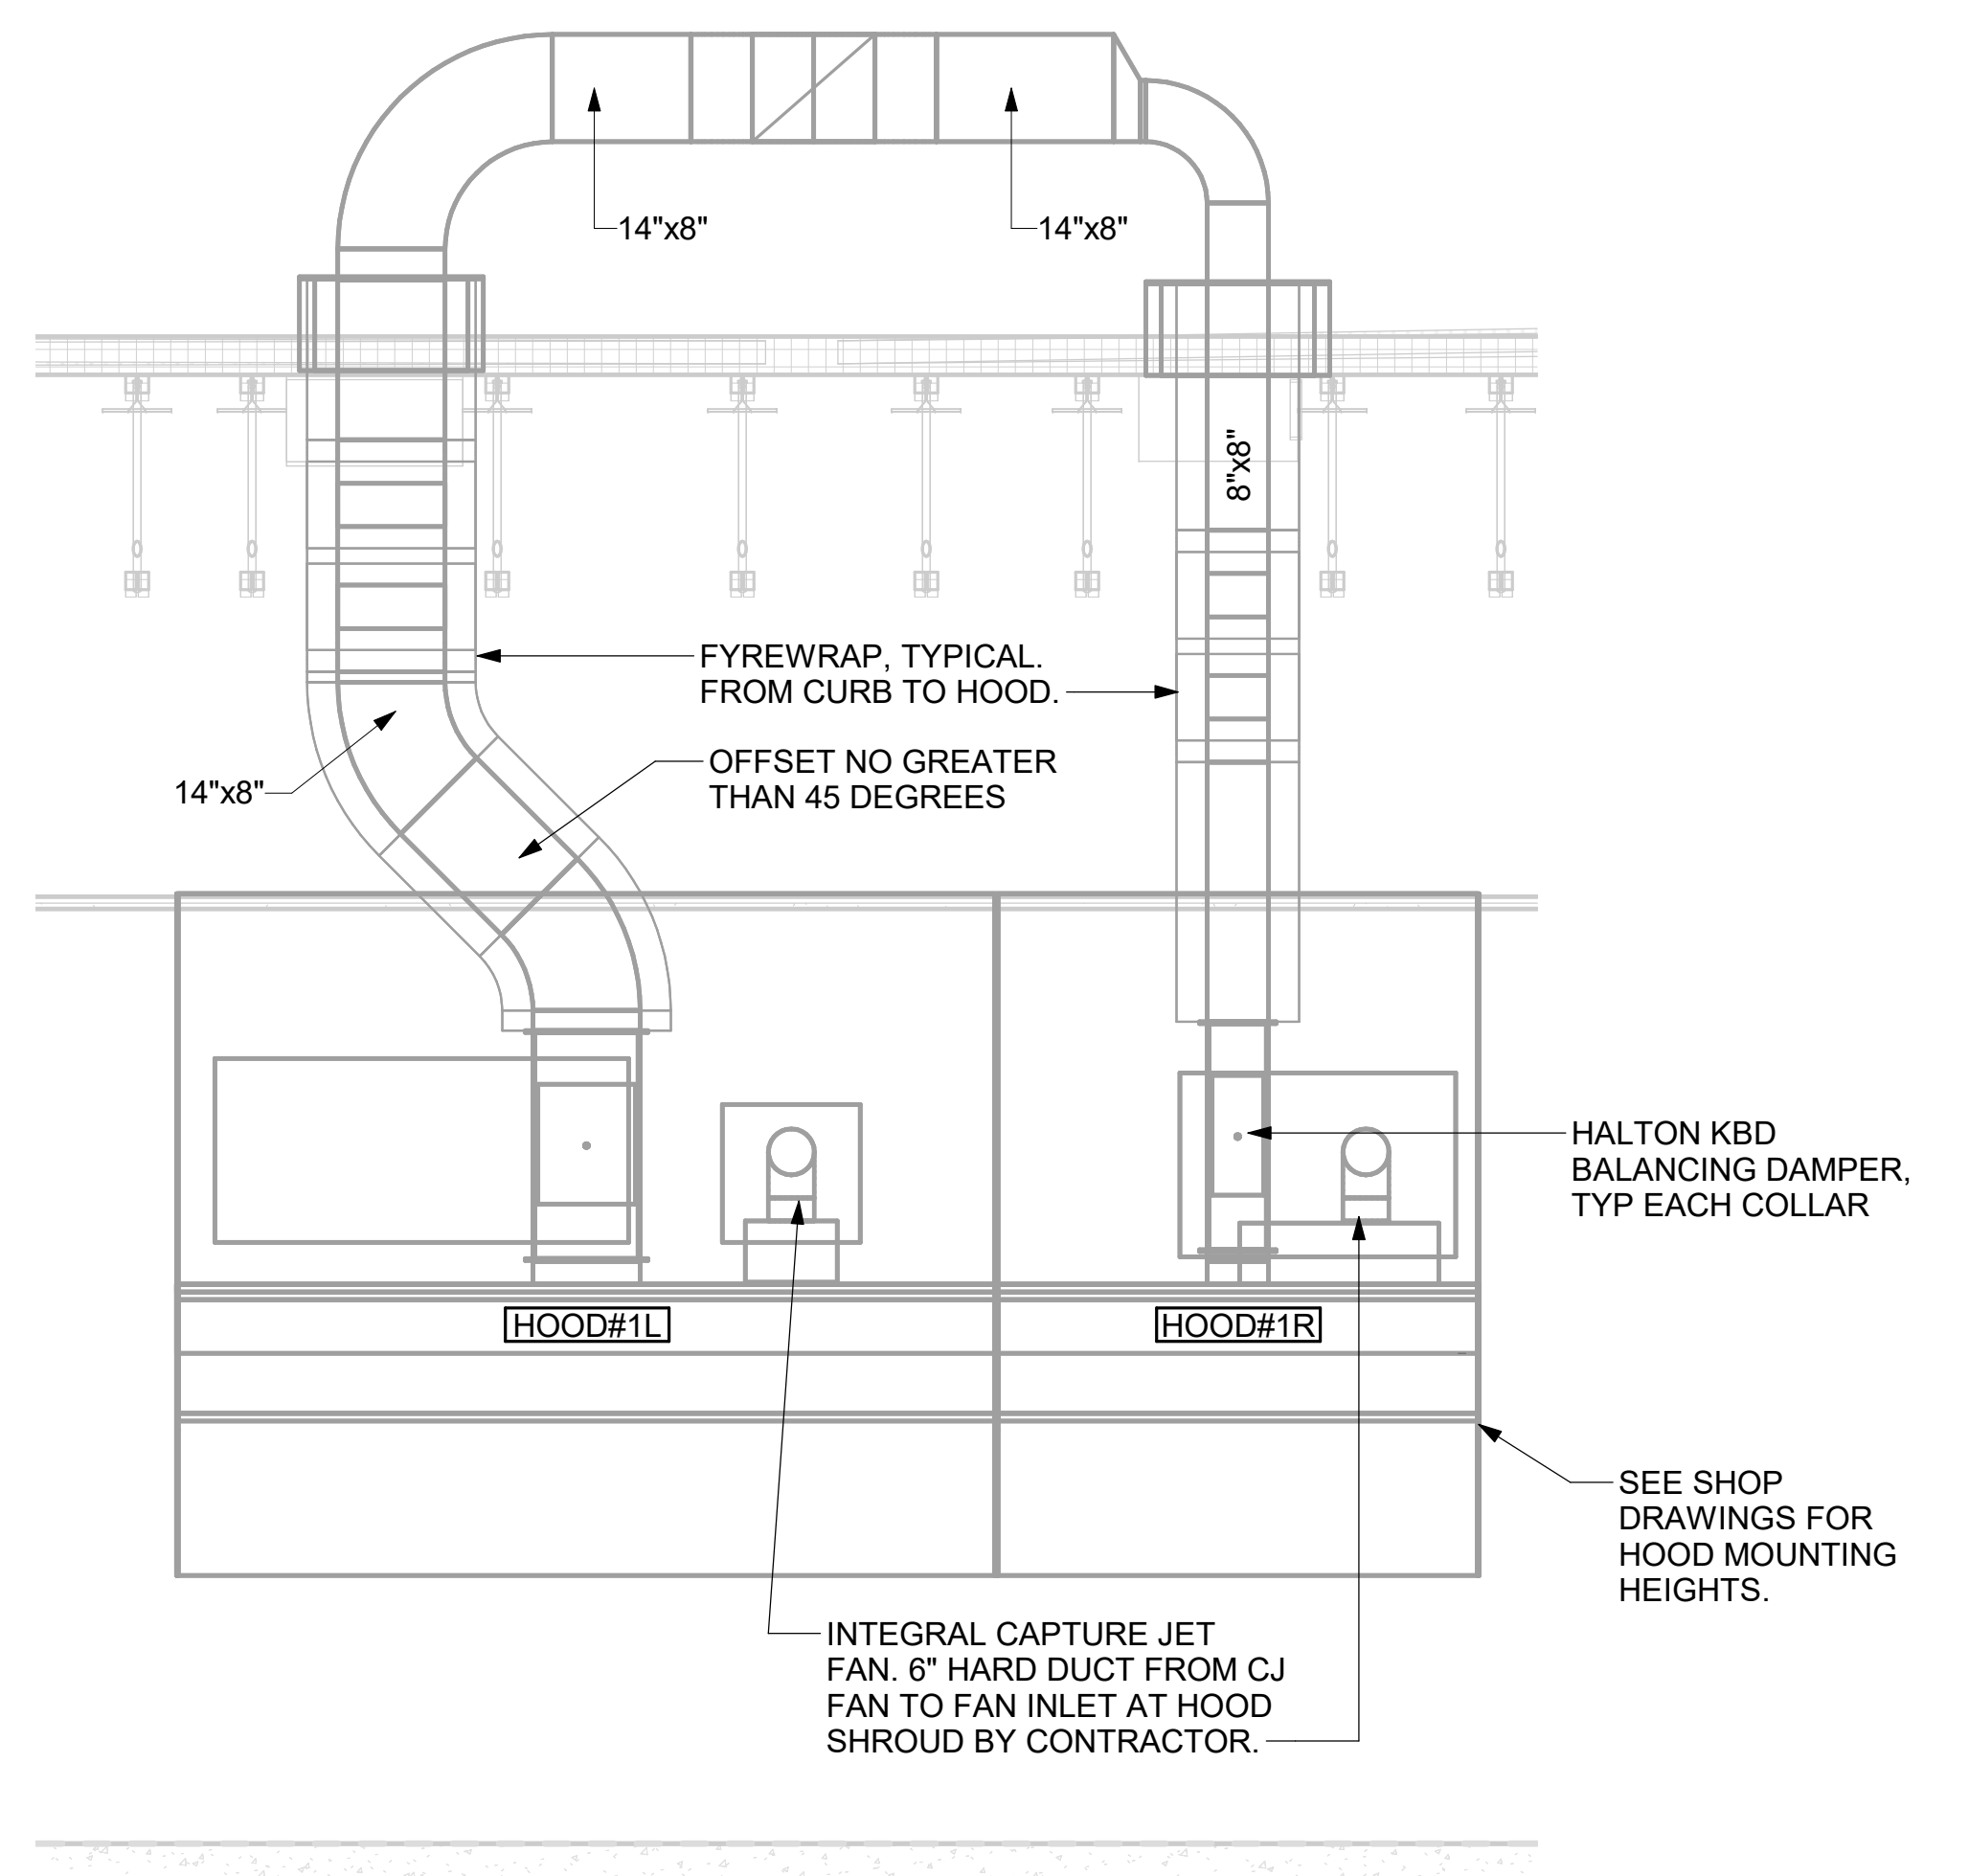 14"x8"
14"x8"
8"x8"
FYREWRAP, TYPICAL.
FROM CURB TO HOOD.
OFFSET NO GREATER
THAN 45 DEGREES
14"x8"
HALTON KBD
BALANCING DAMPER,
TYP EACH COLLAR
HOOD#1L
HOOD#1R
SEE SHOP
DRAWINGS FOR
HOOD MOUNTING
HEIGHTS.
INTEGRAL CAPTURE JET
FAN. 6" HARD DUCT FROM CJ
FAN TO FAN INLET AT HOOD
SHROUD BY CONTRACTOR.